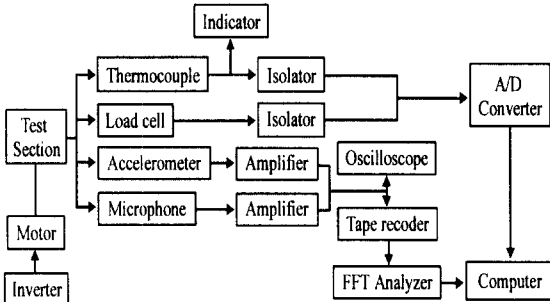 Indicator
Thermocouple
Isolator
A/D
Converter
Test
Section
Load cell
Isolator
Accelerometer
Amplifier
Oscilloscope
Microphone
Amplifier
Tape recoder
Motor
Inverter
FFT Analyzer
Computer